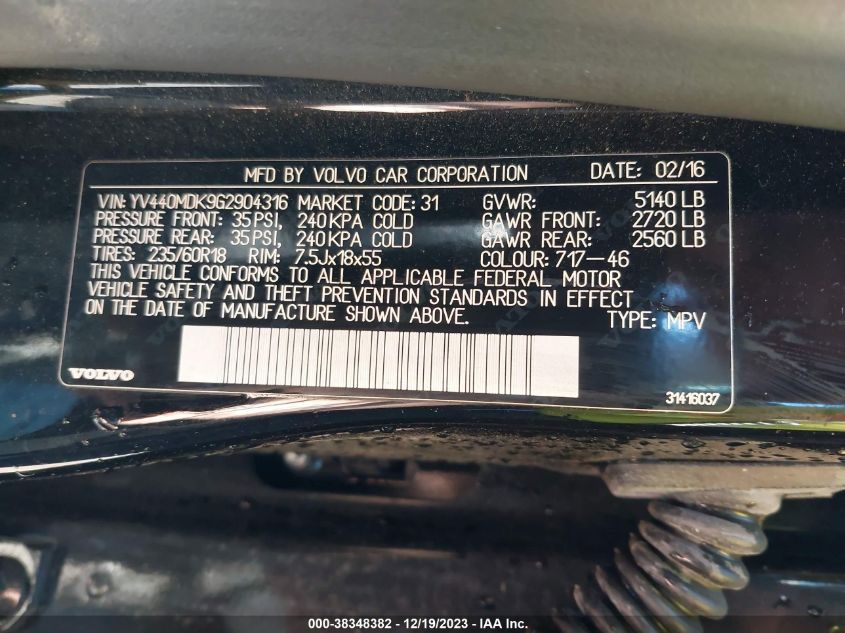 MFD BY VOLVO CAR CORPORATION DATE: 02/16
VIN: YV440MDK9G2904316 MARKET CODE: 31 GVWR: 5140 LB
PRESSURE FRONT: 35 PSI, 240 KPA COLD GAWR FRONT: 2720 LB
PRESSURE REAR: 35 PSI, 240 KPA COLD GAWR REAR: 2560 LB
TIRES: 235/60R18 RIM: 7.5Jx18x55 COLOUR: 717-46
THIS VEHICLE CONFORMS TO ALL APPLICABLE FEDERAL MOTOR
VEHICLE SAFETY AND THEFT PREVENTION STANDARDS IN EFFECT
ON THE DATE OF MANUFACTURE SHOWN ABOVE. TYPE: MPV
VOLVO 31416037
000-38348382 - 12/19/2023 - IAA Inc.